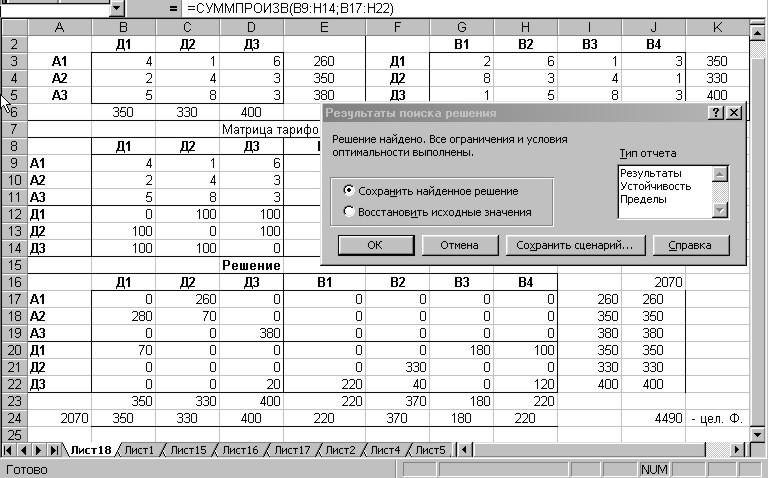 =СУММПРОИЗВ(B9:H14;B17:H22)
A B C D E F G H I J K
2 Д1 Д2 Д3 В1 В2 В3 В4
3 А1 4 1 6 260 Д1 2 6 1 3 350
4 А2 2 4 3 350 Д2 8 3 4 1 330
5 А3 5 8 3 380 Д3 1 5 8 3 400
6 350 330 400
Результаты поиска решения
7 Матрица тарифо
8 Д1 Д2 Д3
9 А1 4 1 6
10 А2 2 4 3
11 А3 5 8 3
12 Д1 0 100 100
13 Д2 100 0 100
14 Д3 100 100 0
Решение найдено. Все ограничения и условия
оптимальности выполнены.
Тип отчета
Результаты
Устойчивость
Пределы
Сохранить найденное решение
Восстановить исходные значения
ОК Отмена Сохранить сценарий... Справка
15 Решение
16 Д1 Д2 Д3 В1 В2 В3 В4 2070
17 А1 0 260 0 0 0 0 0 260 260
18 А2 280 70 0 0 0 0 0 350 350
19 А3 0 0 380 0 0 0 0 380 380
20 Д1 70 0 0 0 0 180 100 350 350
21 Д2 0 0 0 0 330 0 0 330 330
22 Д3 0 0 20 220 40 0 120 400 400
23 350 330 400 220 370 180 220
24 2070 350 330 400 220 370 180 220 4490 - цел. Ф.
25
Лист18 Лист1 Лист15 Лист16 Лист17 Лист2 Лист4 Лист5
Готово NUM